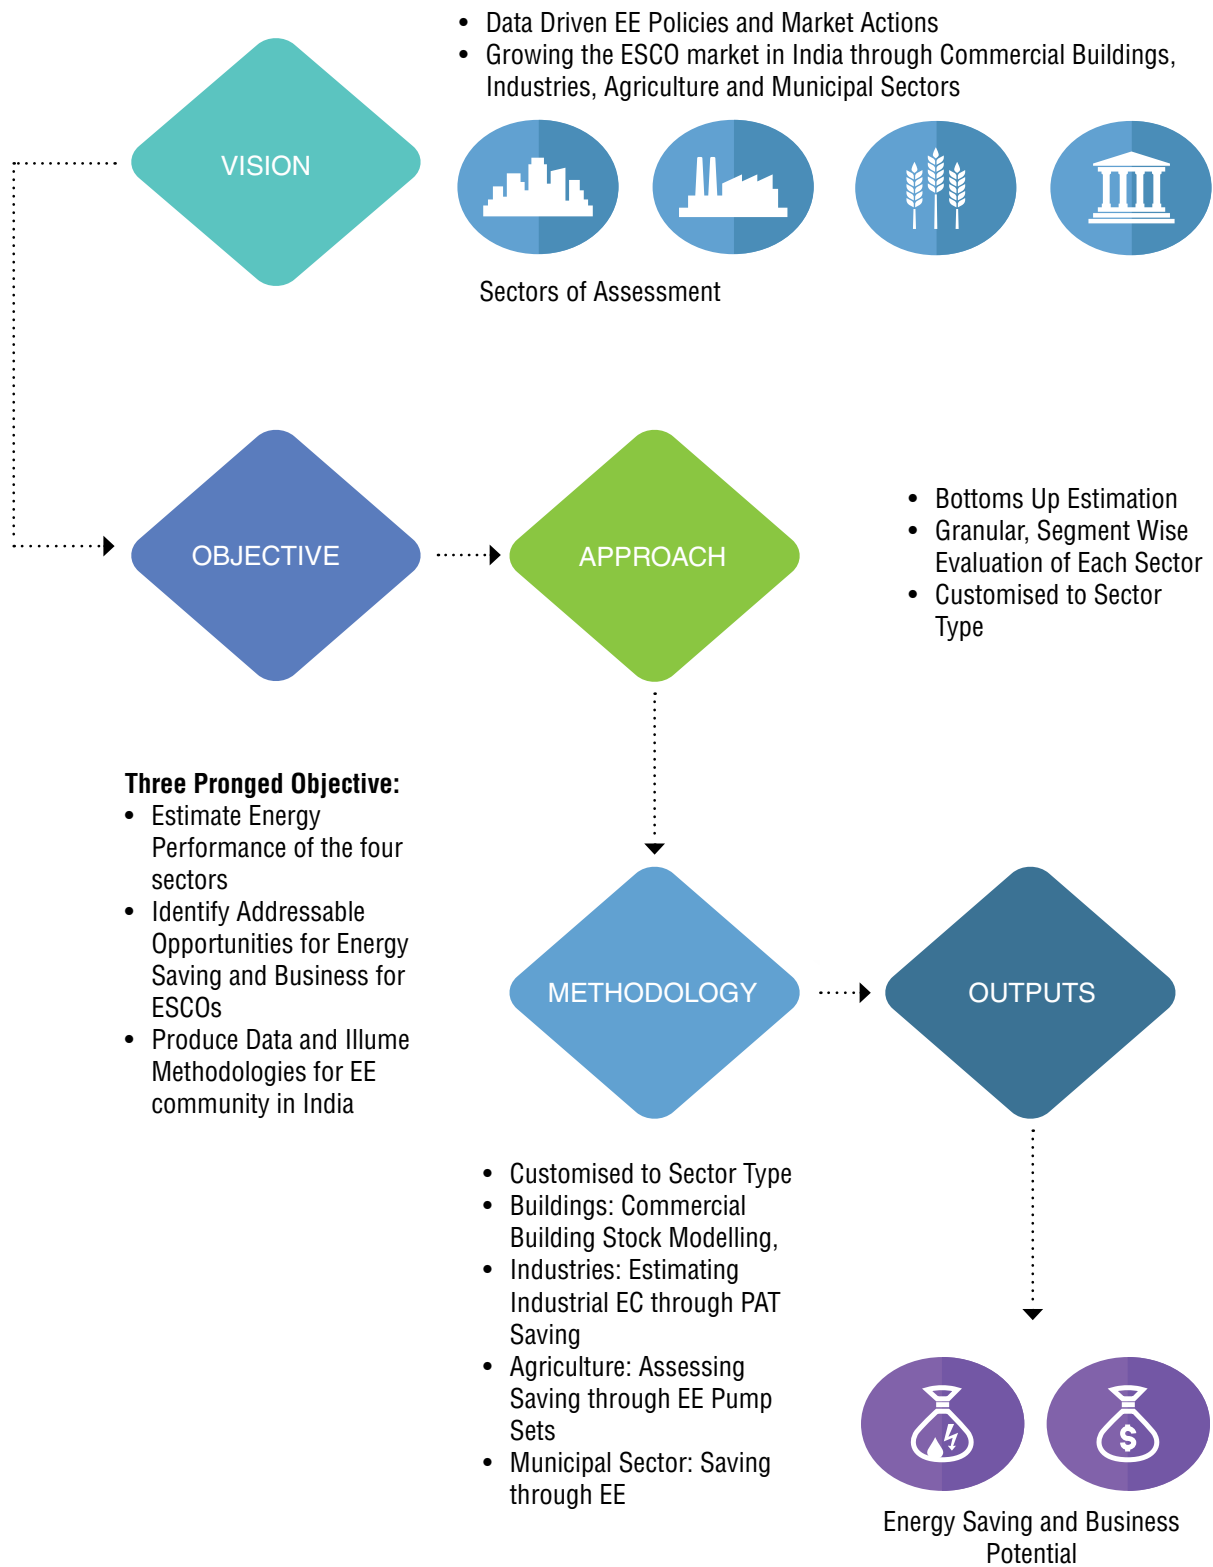 • Data Driven EE Policies and Market Actions
• Growing the ESCO market in India through Commercial Buildings,
Industries, Agriculture and Municipal Sectors
VISION
Sectors of Assessment
OBJECTIVE
APPROACH
• Bottoms Up Estimation
• Granular, Segment Wise
Evaluation of Each Sector
• Customised to Sector
Type
Three Pronged Objective:
• Estimate Energy
Performance of the four
sectors
• Identify Addressable
Opportunities for Energy
Saving and Business for
ESCOs
• Produce Data and Illume
Methodologies for EE
community in India
METHODOLOGY
OUTPUTS
• Customised to Sector Type
• Buildings: Commercial
Building Stock Modelling,
• Industries: Estimating
Industrial EC through PAT
Saving
• Agriculture: Assessing
Saving through EE Pump
Sets
• Municipal Sector: Saving
through EE
$
Energy Saving and Business
Potential